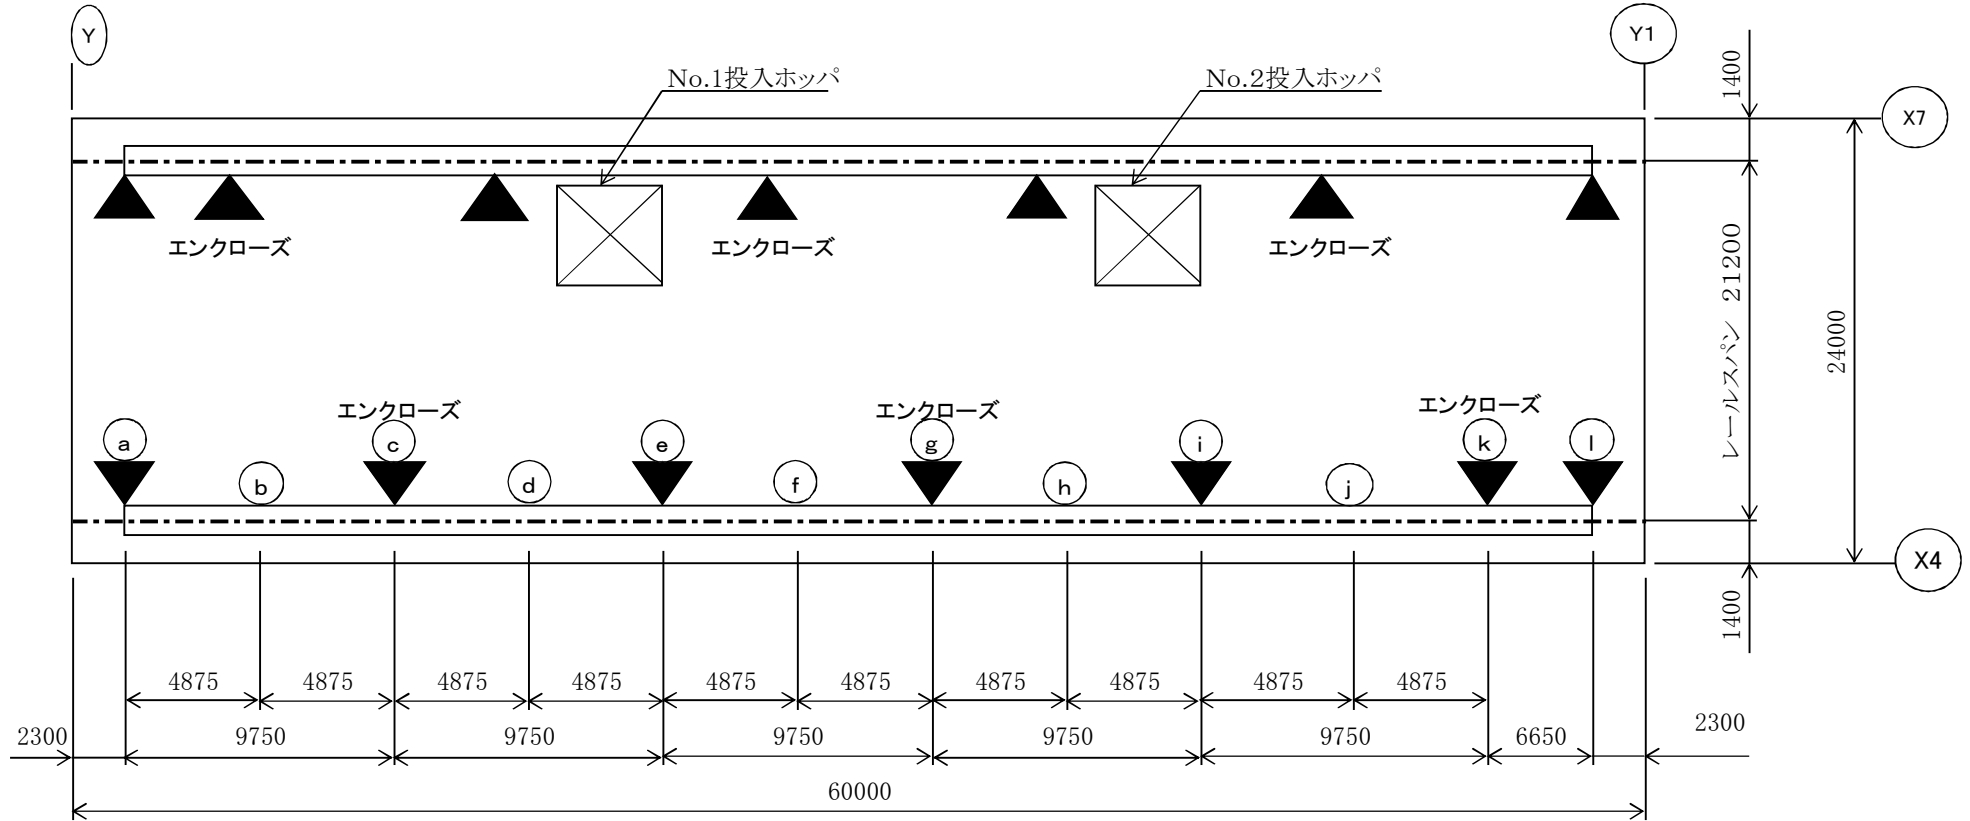 Y
Y1
No.1投入ホッパ
No.2投入ホッパ
1400
X7
エンクローズ
エンクローズ
エンクローズ
レールスパン 21200
24000
エンクローズ
エンクローズ
エンクローズ
a
c
e
g
i
k
l
b
d
f
h
j
X4
1400
4875
4875
4875
4875
4875
4875
4875
4875
4875
4875
2300
9750
9750
9750
9750
9750
6650
2300
60000